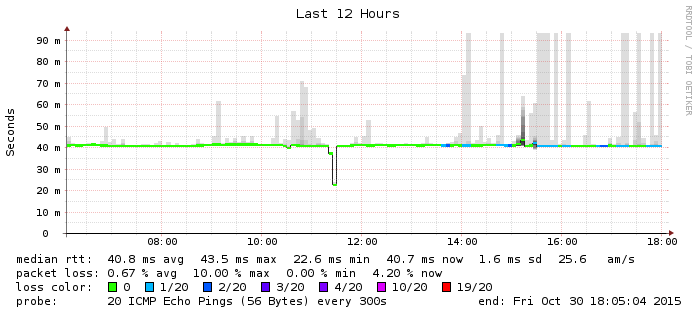 Last 12 Hours
RRDTOOL / TOBI OETIKER
90 m
80 m
70 m
60 m
50 m
40 m
30 m
20 m
10 m
0
Seconds
08:00 10:00 12:00 14:00 16:00 18:00
median rtt: 40.8 ms avg 43.5 ms max 22.6 ms min 40.7 ms now 1.6 ms sd 25.6 am/s
packet loss: 0.67 % avg 10.00 % max 0.00 % min 4.20 % now
loss color: 0 1/20 2/20 3/20 4/20 10/20 19/20
probe: 20 ICMP Echo Pings (56 Bytes) every 300s end: Fri Oct 30 18:05:04 2015